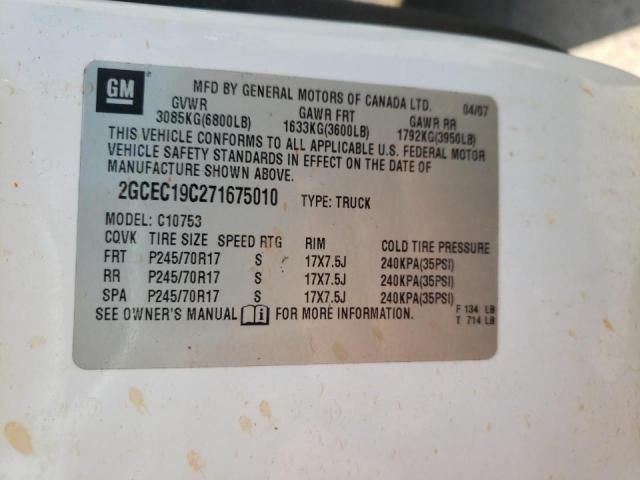 GM
MFD BY GENERAL MOTORS OF CANADA LTD. 04/07
GVWR GAWR FRT GAWR RR
3085KG(6800LB) 1633KG(3600LB) 1792KG(3950LB)
THIS VEHICLE CONFORMS TO ALL APPLICABLE U.S. FEDERAL MOTOR
VEHICLE SAFETY STANDARDS IN EFFECT ON THE DATE OF
MANUFACTURE SHOWN ABOVE.
2GCEC19C271675010 TYPE: TRUCK
MODEL: C10753
CQVK TIRE SIZE SPEED RTG RIM COLD TIRE PRESSURE
FRT P245/70R17 S 17X7.5J 240KPA(35PSI)
RR P245/70R17 S 17X7.5J 240KPA(35PSI)
SPA P245/70R17 S 17X7.5J 240KPA(35PSI)
SEE OWNER'S MANUAL FOR MORE INFORMATION.
F 134 LB
T 714 LB